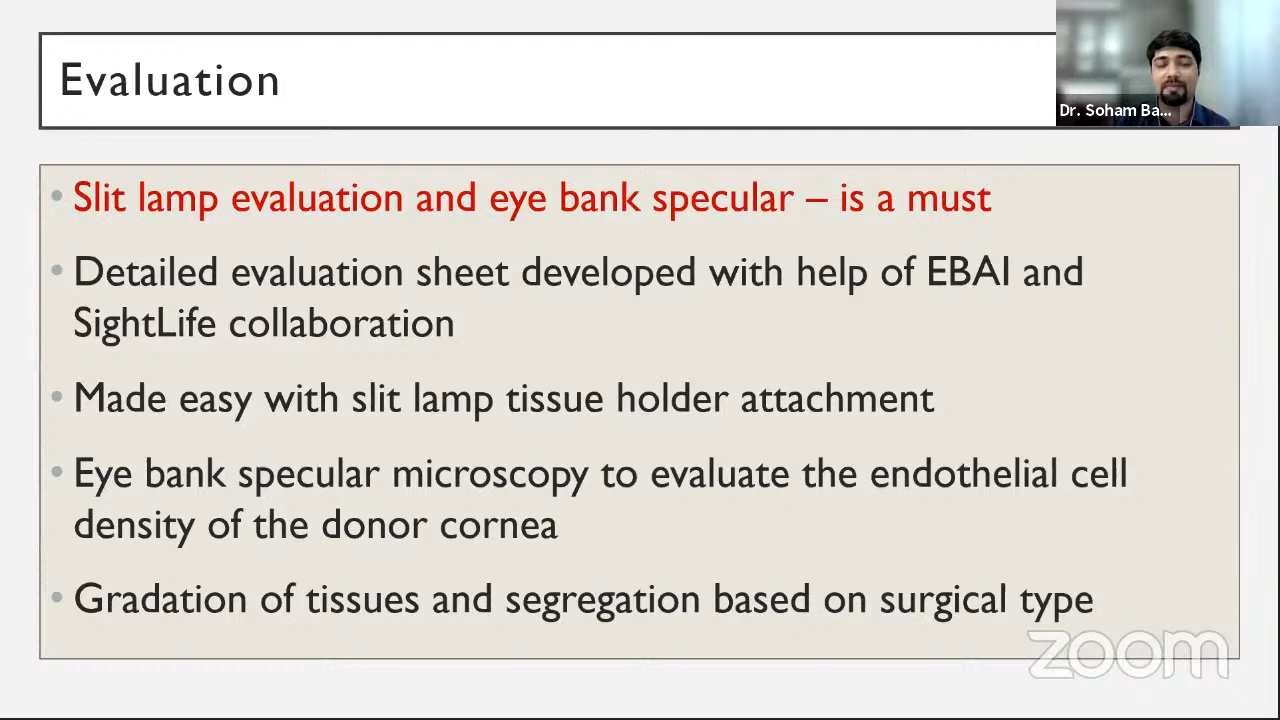 Evaluation
Dr. Soham Ba...
• Slit lamp evaluation and eye bank specular – is a must
• Detailed evaluation sheet developed with help of EBAI and
SightLife collaboration
• Made easy with slit lamp tissue holder attachment
• Eye bank specular microscopy to evaluate the endothelial cell
density of the donor cornea
• Gradation of tissues and segregation based on surgical type
zoom